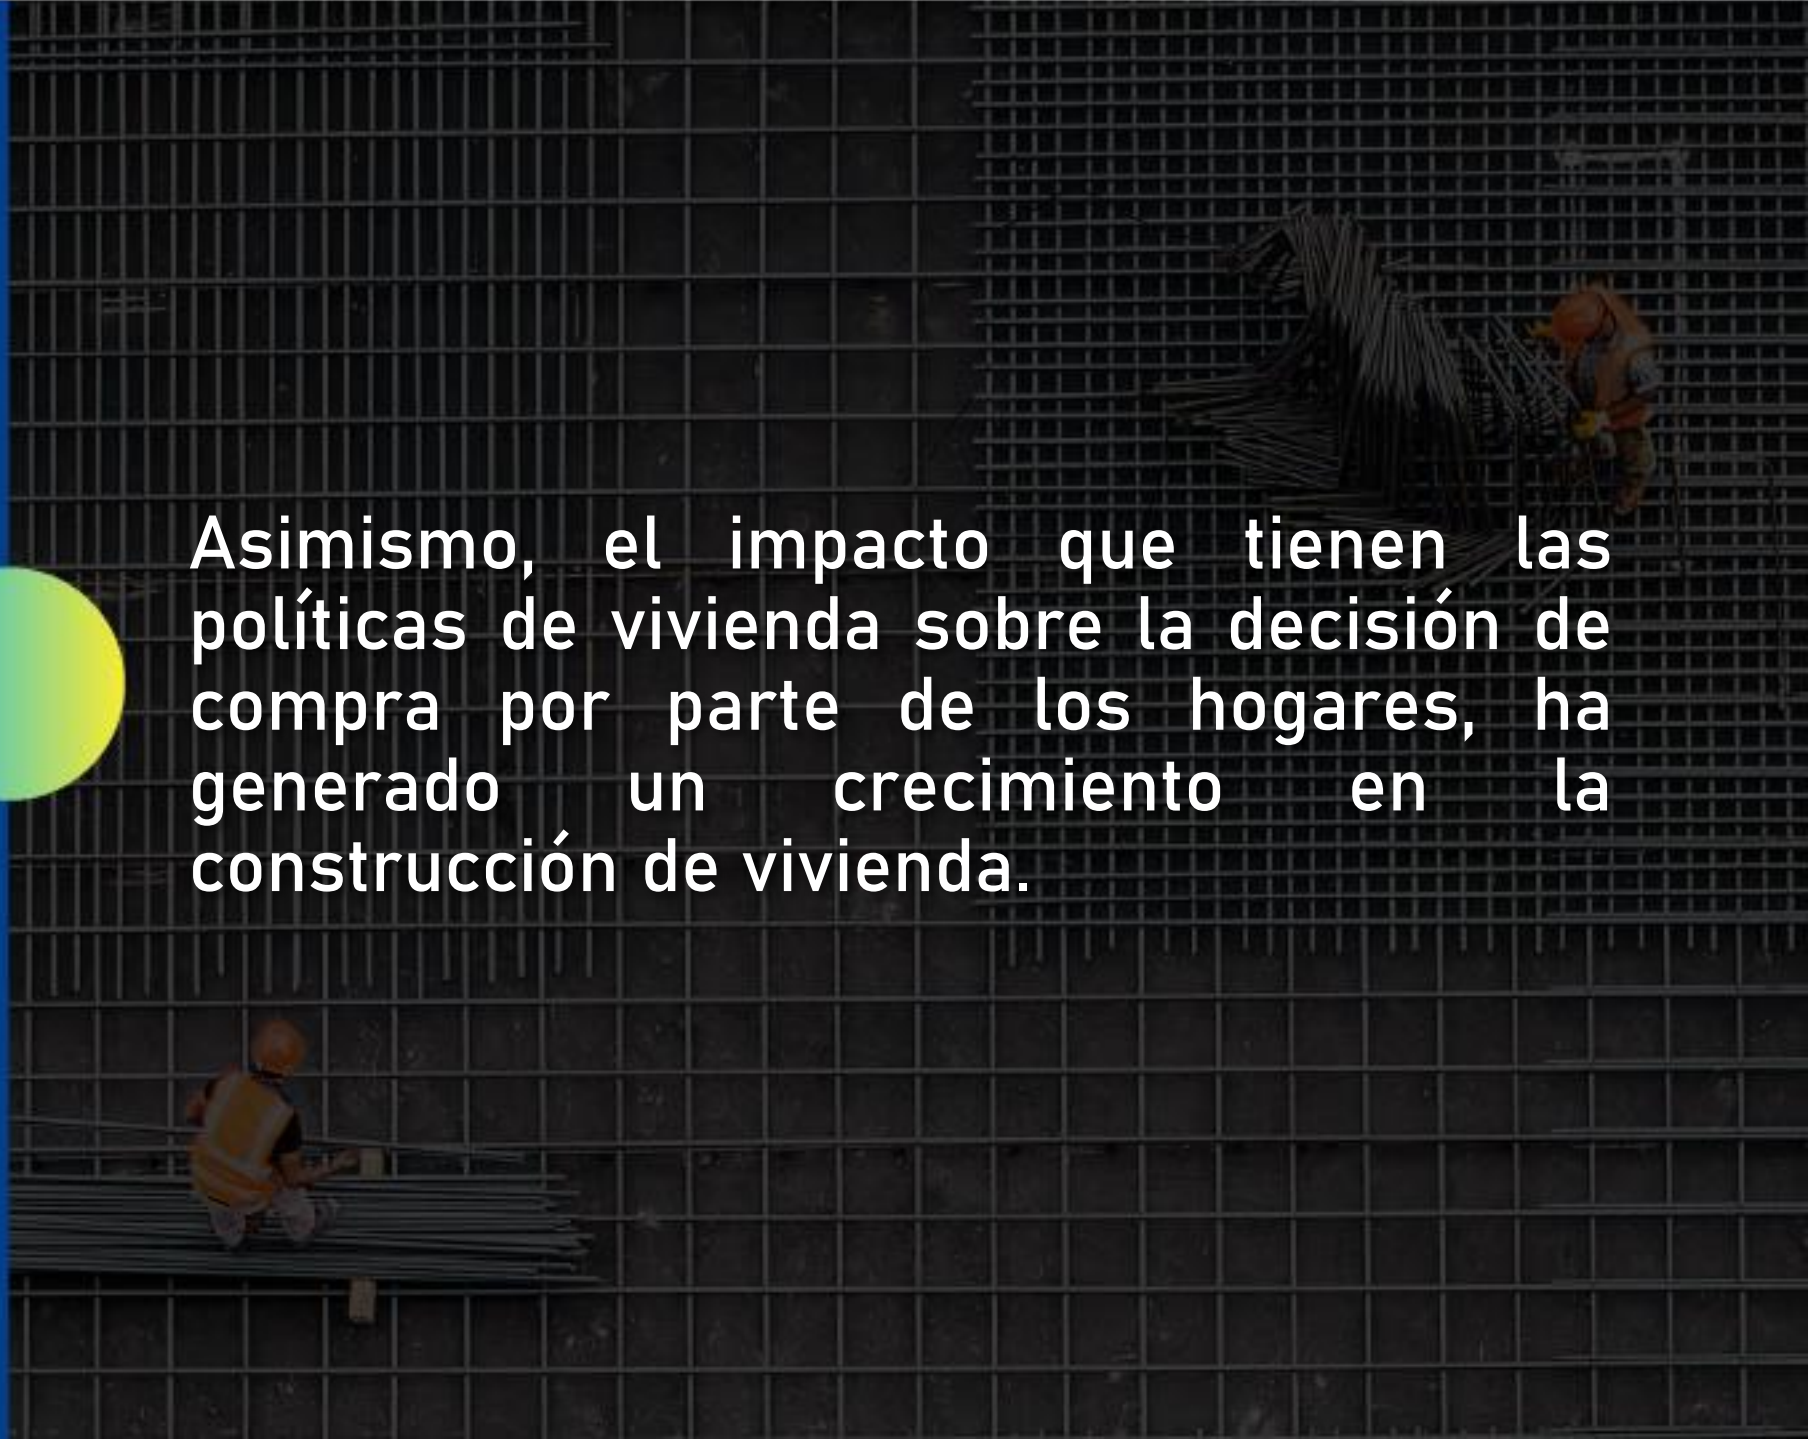 Asimismo, el impacto que tienen las
políticas de vivienda sobre la decisión de
compra por parte de los hogares, ha
generado un crecimiento en la
construcción de vivienda.